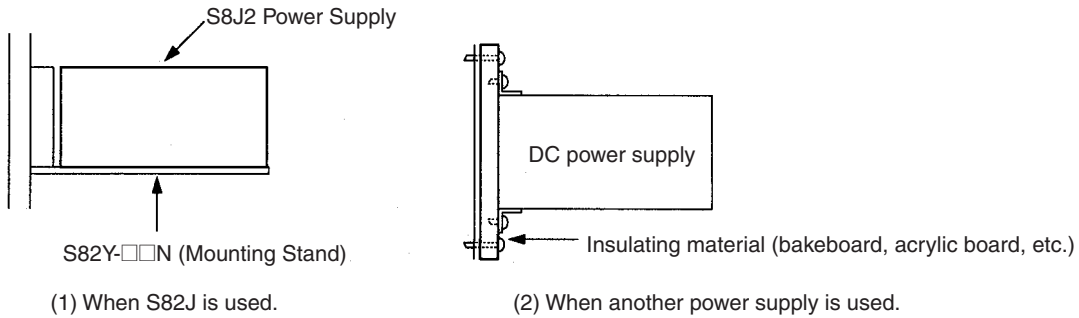 S8J2 Power Supply
DC power supply
S82Y-□□N (Mounting Stand)
Insulating material (bakeboard, acrylic board, etc.)
(1) When S82J is used.
(2) When another power supply is used.